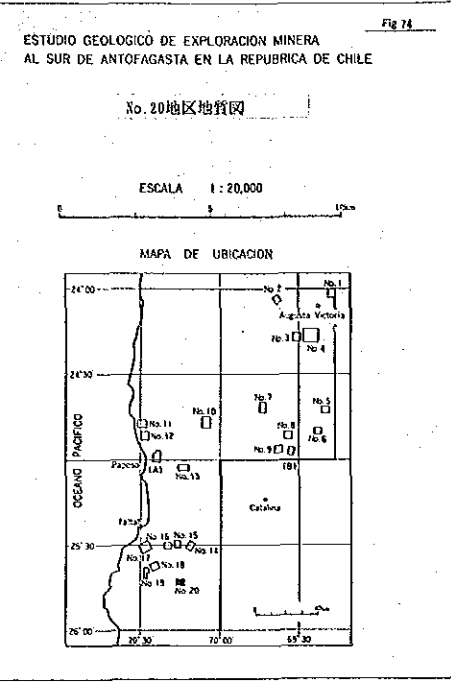 Fig 74
ESTUDIO GEOLOGICO DE EXPLORACION MINERA
AL SUR DE ANTOFAGASTA EN LA REPUBRICA DE CHILE
No. 20地区地質図
ESCALA 1 : 20,000
0 5 10km
MAPA DE UBICACION
24°00
No. 2
No. 1
Augusta Victoria
No. 3
No. 4
24°30
No. 7
No. 5
No. 10
No. 11
No. 8
No. 6
No. 12
No. 9
OCEANO PACIFICO
Paposo
(A)
No. 13
(B)
Catalina
Taltal
25°30
No. 16
No. 15
No. 14
No. 17
No. 18
No. 19
No. 20
26°00
70°30
70°00
69°30